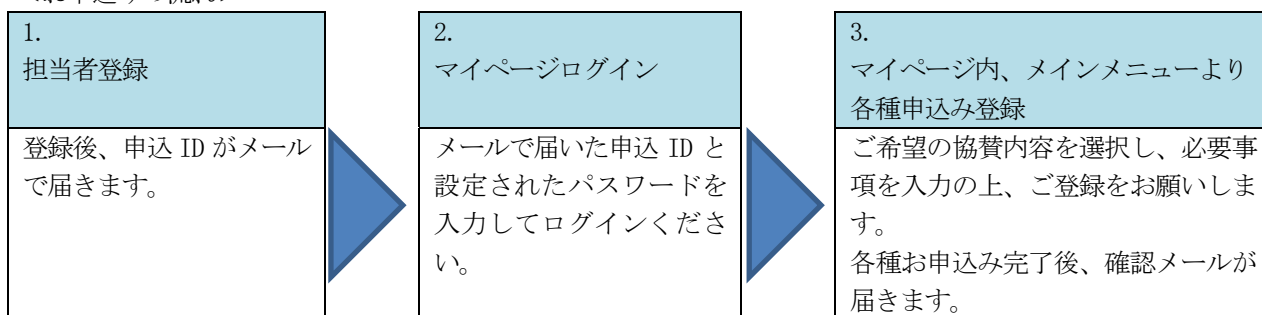 1.
担当者登録
登録後、申込 ID がメール
で届きます。
2.
マイページログイン
メールで届いた申込 ID と
設定されたパスワードを
入力してログインくださ
い。
3.
マイページ内、メインメニューより
各種申込み登録
ご希望の協賛内容を選択し、必要事
項を入力の上、ご登録をお願いしま
す。
各種お申込み完了後、確認メールが
届きます。